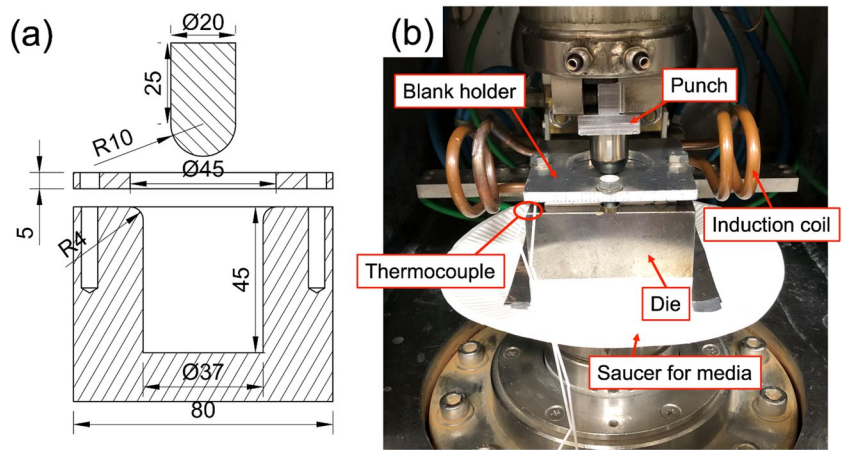 (a)
Ø20
25
R10
Ø45
5
R4
45
Ø37
80
(b)
Blank holder
Punch
Induction coil
Thermocouple
Die
Saucer for media